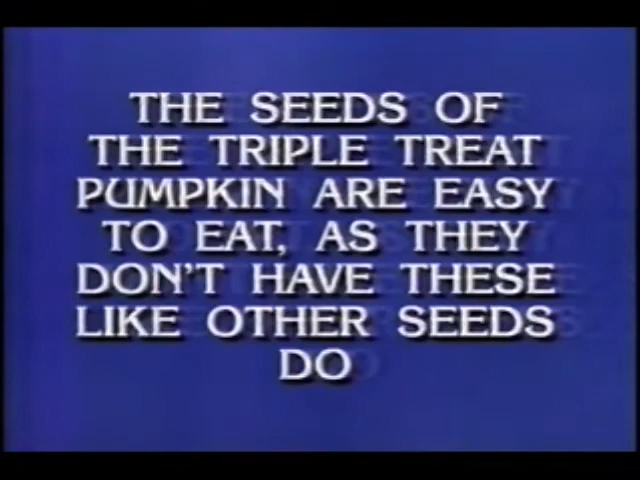 THE SEEDS OF
THE TRIPLE TREAT
PUMPKIN ARE EASY
TO EAT, AS THEY
DON'T HAVE THESE
LIKE OTHER SEEDS
DO